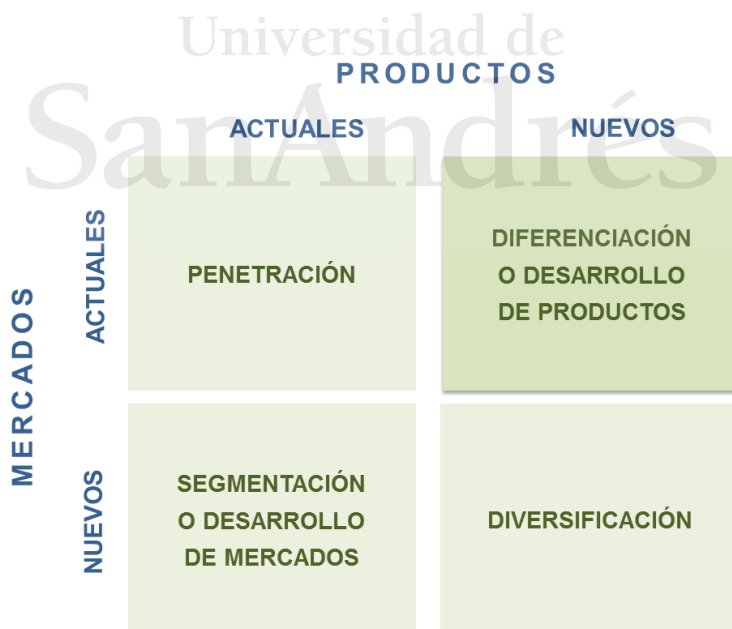 Universidad de
PRODUCTOS
SanAndrés
ACTUALES
NUEVOS
MERCADOS
ACTUALES
PENETRACIÓN
DIFERENCIACIÓN
O DESARROLLO
DE PRODUCTOS
NUEVOS
SEGMENTACIÓN
O DESARROLLO
DE MERCADOS
DIVERSIFICACIÓN